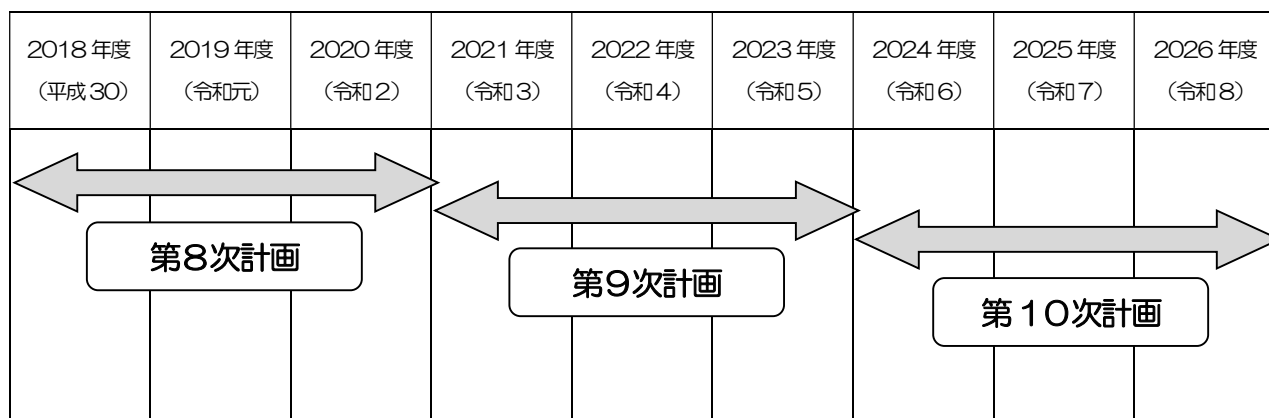 2018年度
（平成30）
2019年度
（令和元）
2020年度
（令和2）
2021年度
（令和3）
2022年度
（令和4）
2023年度
（令和5）
2024年度
（令和6）
2025年度
（令和7）
2026年度
（令和8）
第8次計画
第9次計画
第10次計画